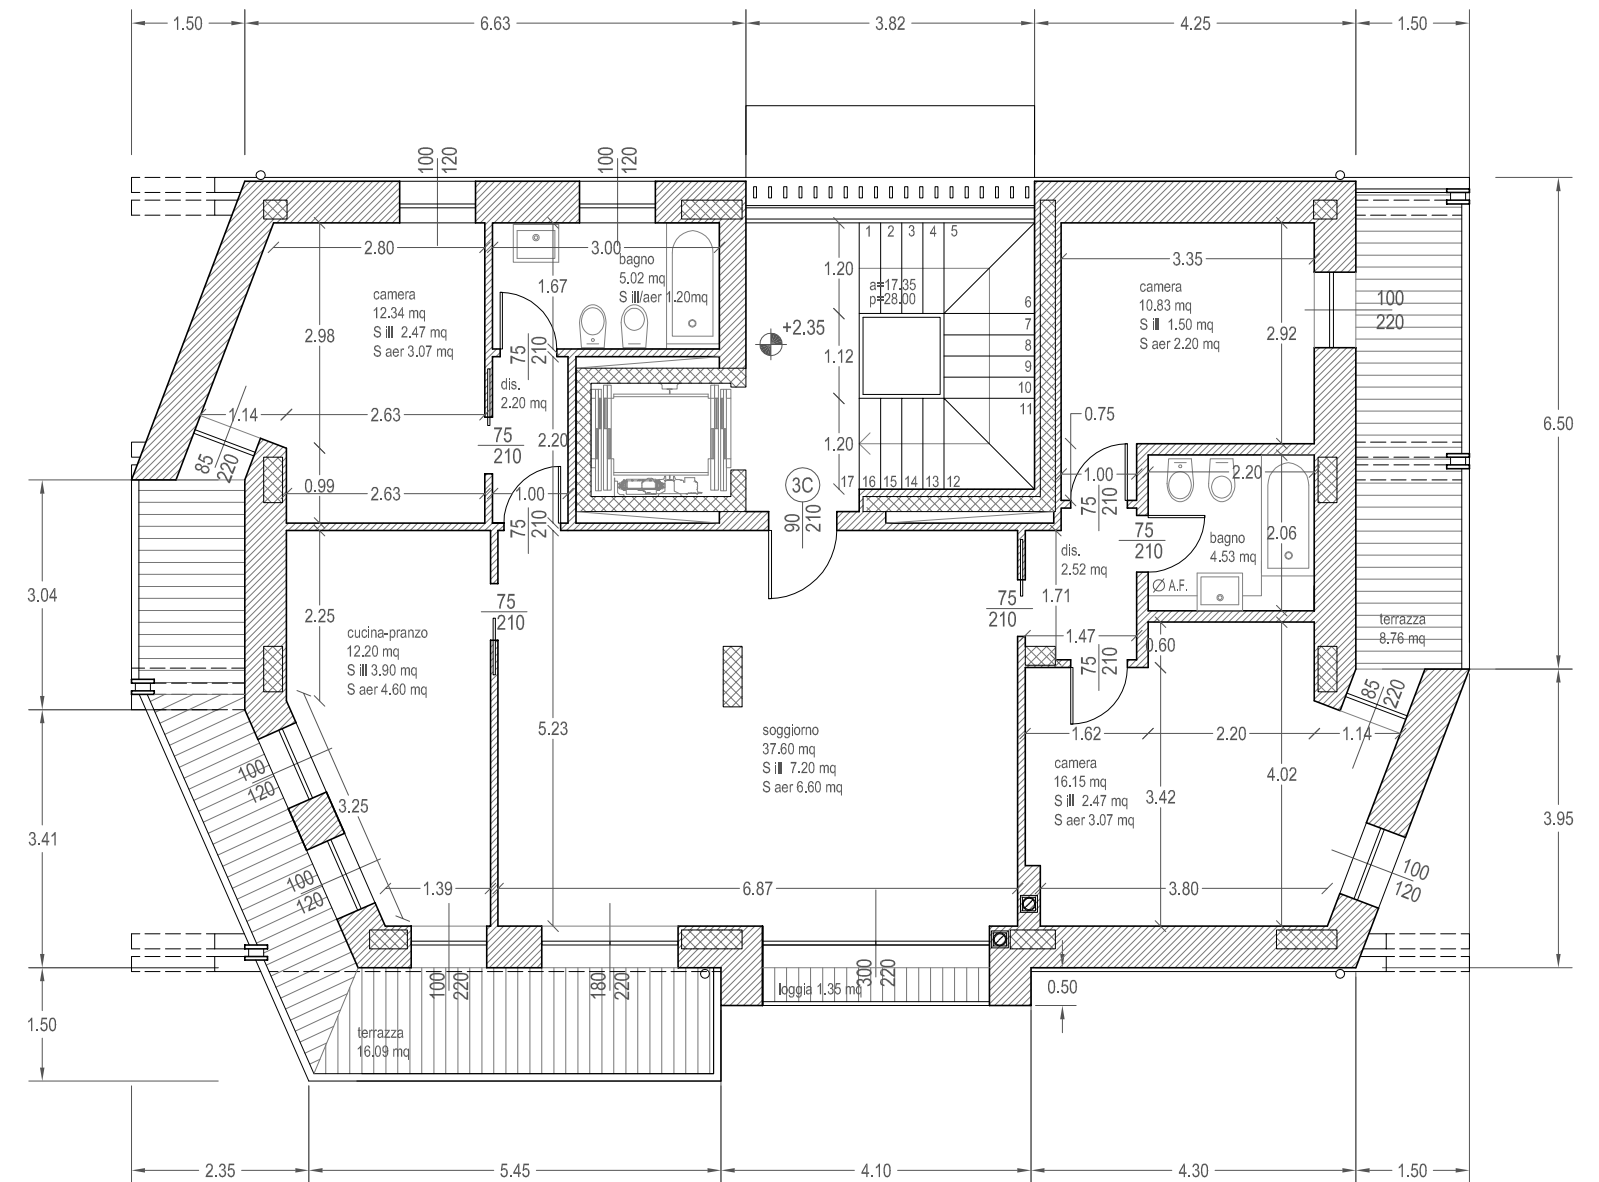 1.50
6.63
3.82
4.25
1.50
100
120
100
120
2.80
3.00
bagno
5.02 mq
S ill/aer 1.20mq
1.67
1.20
1
2
3
4
5
a=17.35
p=28.00
3.35
camera
12.34 mq
S ill 2.47 mq
S aer 3.07 mq
camera
10.83 mq
S ill 1.50 mq
S aer 2.20 mq
100
220
6
7
8
9
10
11
+2.35
2.98
1.12
2.92
75
210
dis.
2.20 mq
1.14
2.63
0.75
6.50
75
210
2.20
1.20
85
220
0.99
2.63
1.00
3C
17
16
15
14
13
12
1.00
2.20
75
210
90
210
75
210
75
210
bagno
4.53 mq
2.06
dis.
2.52 mq
Ø A.F.
3.04
2.25
75
210
75
210
1.71
terrazza
8.76 mq
cucina-pranzo
12.20 mq
S ill 3.90 mq
S aer 4.60 mq
1.47
0.60
75
210
85
220
5.23
soggiorno
37.60 mq
S ill 7.20 mq
S aer 6.60 mq
1.62
2.20
1.14
camera
16.15 mq
S ill 2.47 mq
S aer 3.07 mq
4.02
3.42
100
120
3.25
3.41
3.95
100
120
1.39
6.87
3.80
100
120
100
220
180
220
300
220
loggia 1.35 mq
0.50
1.50
terrazza
16.09 mq
2.35
5.45
4.10
4.30
1.50